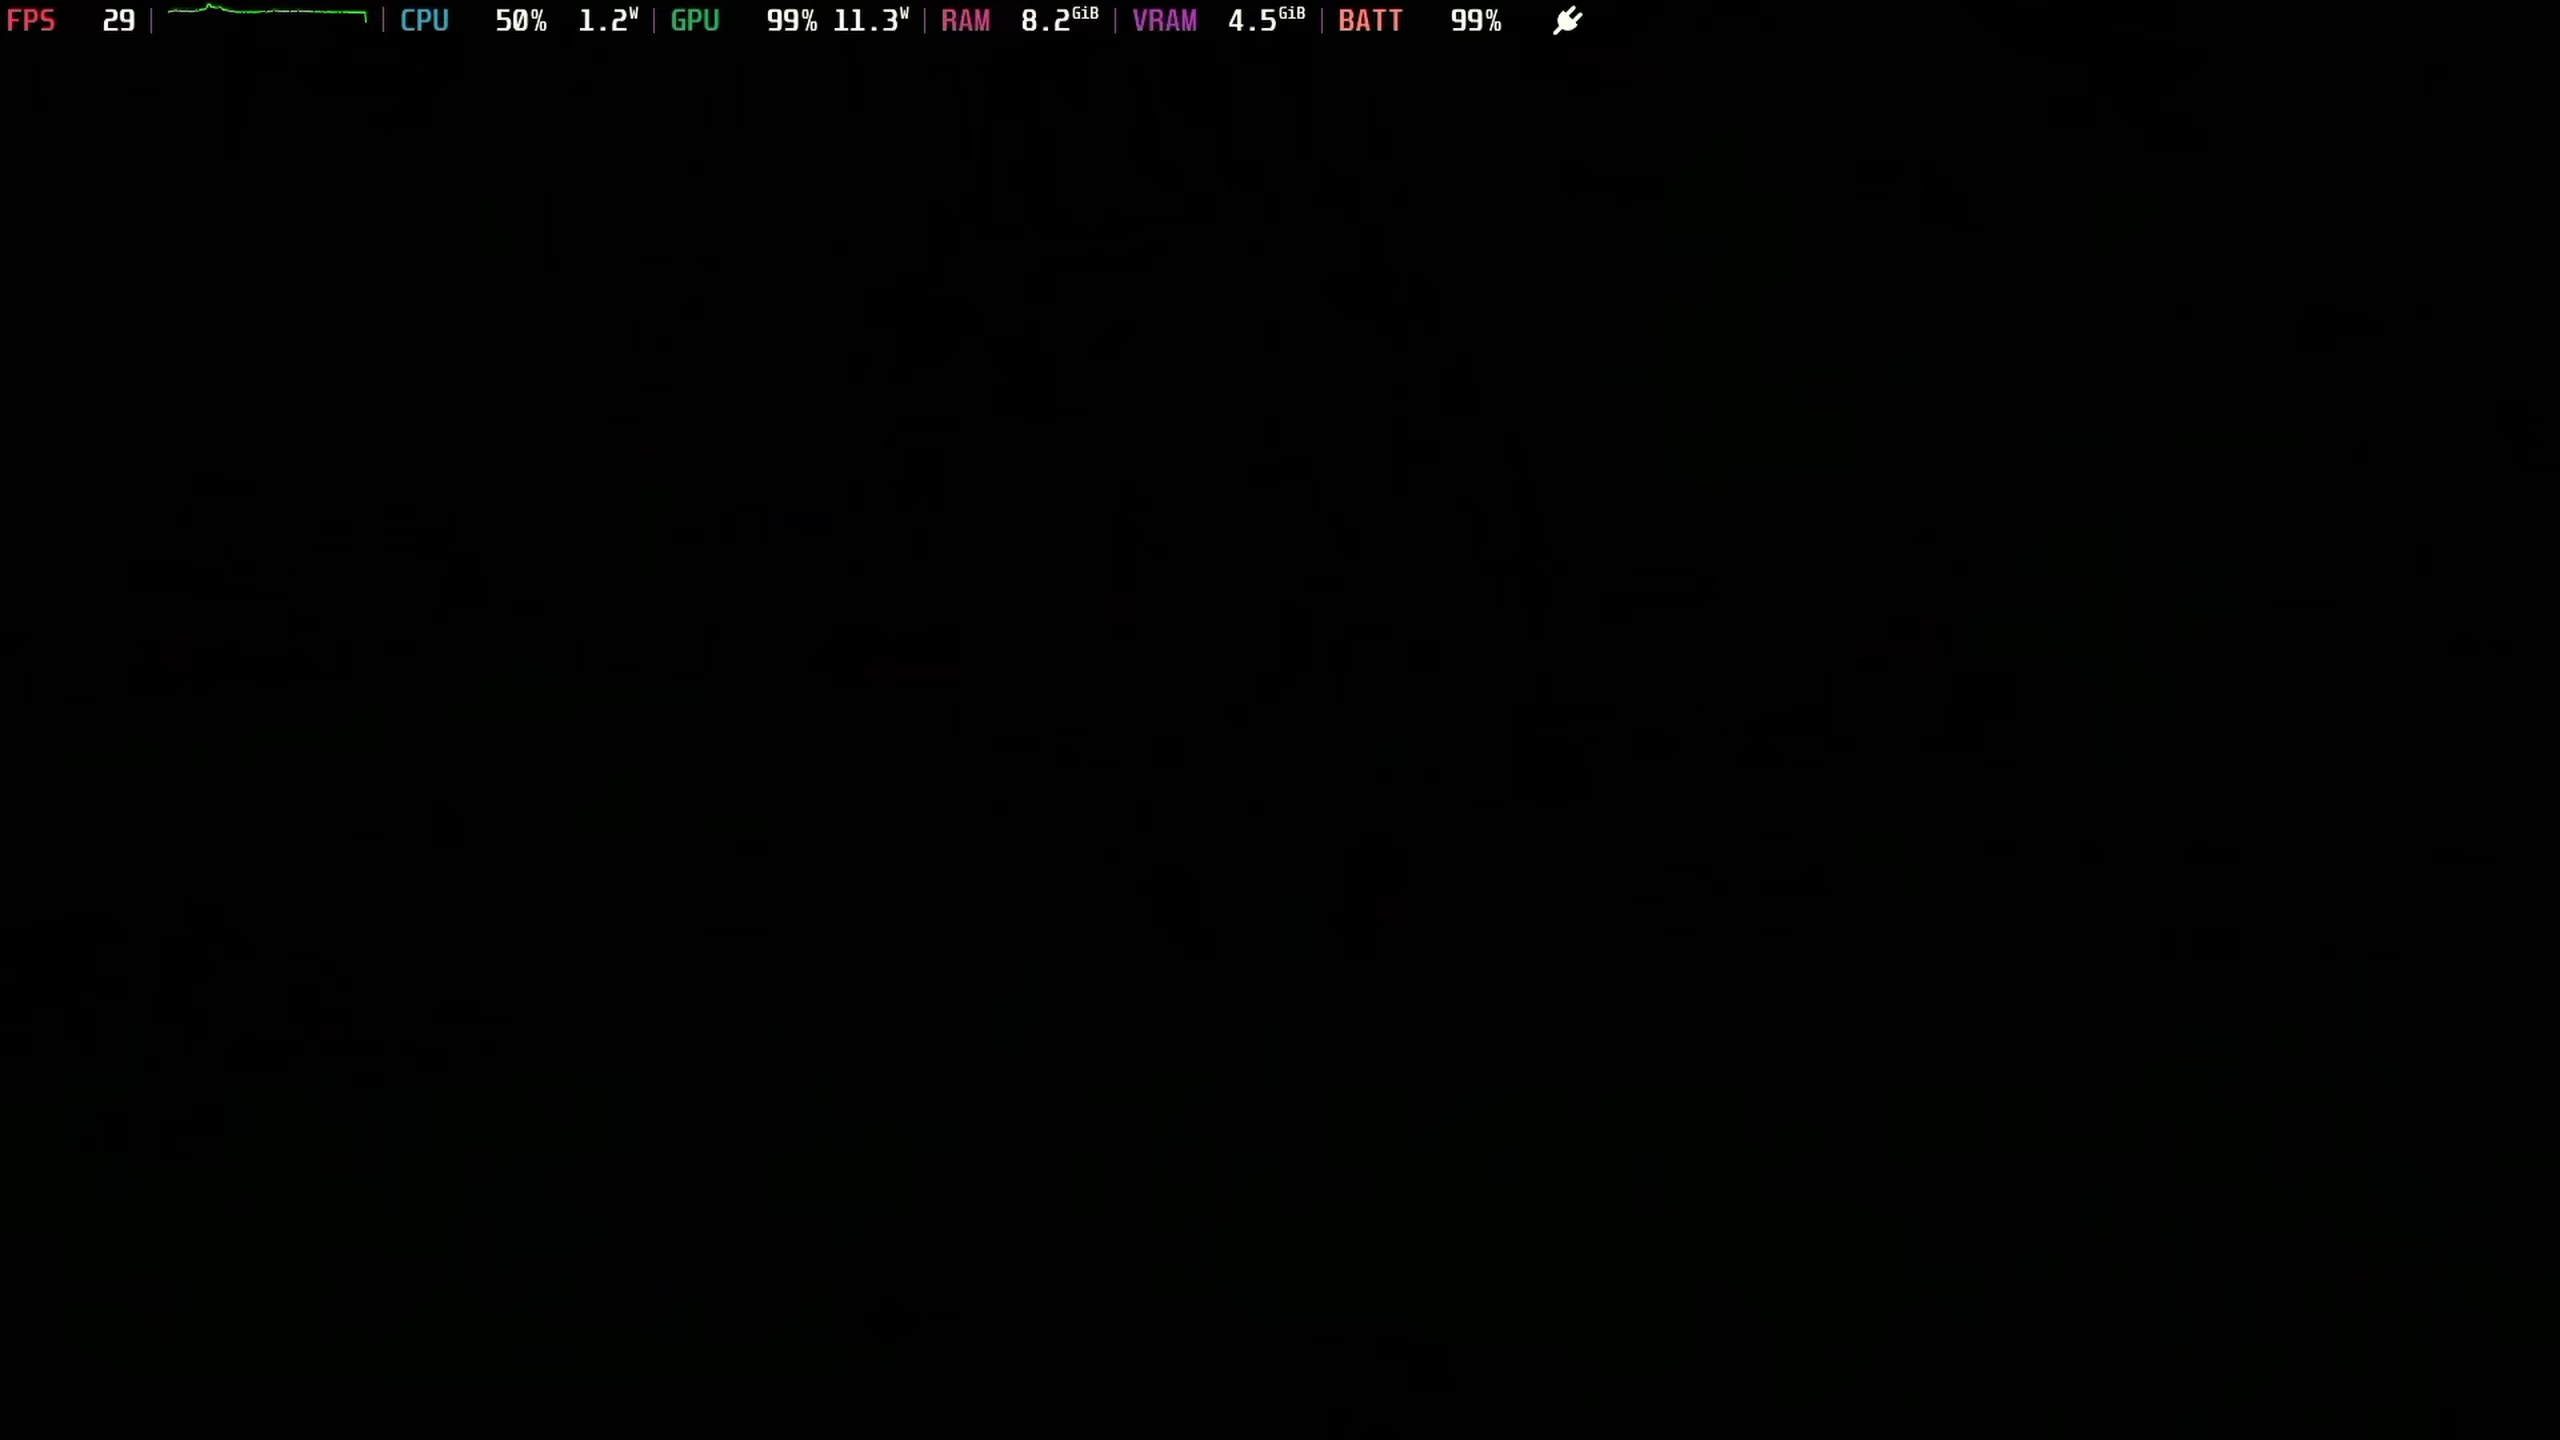 FPS 29 | | CPU 50% 1.2W | GPU 99% 11.3W | RAM 8.2GiB | VRAM 4.5GiB | BATT 99%